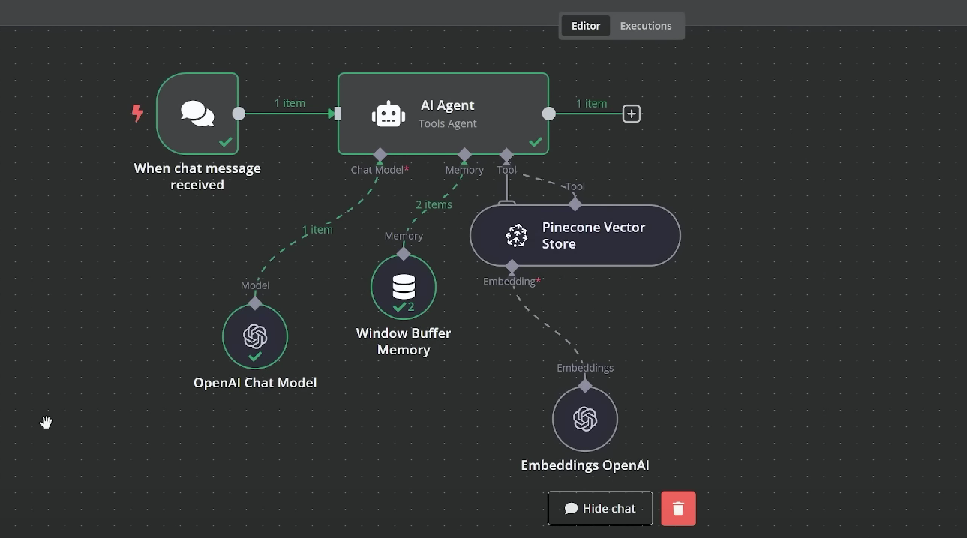 Editor
Executions
1 item
AI Agent
Tools Agent
1 item
When chat message
received
Chat Model*
Memory
Tool
Tool
2 items
1 item
Memory
Pinecone Vector
Store
Embedding*
Model
2
Window Buffer
Memory
OpenAI Chat Model
Embeddings
Embeddings OpenAI
Hide chat